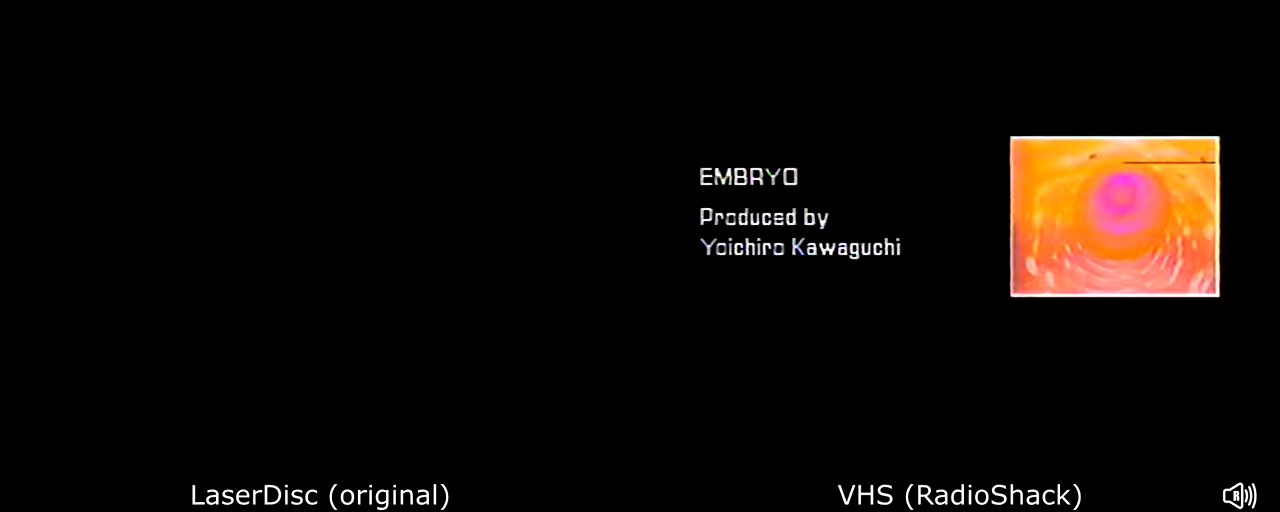 EMBRYO
Produced by
Yoichiro Kawaguchi
LaserDisc (original)
VHS (RadioShack)
R